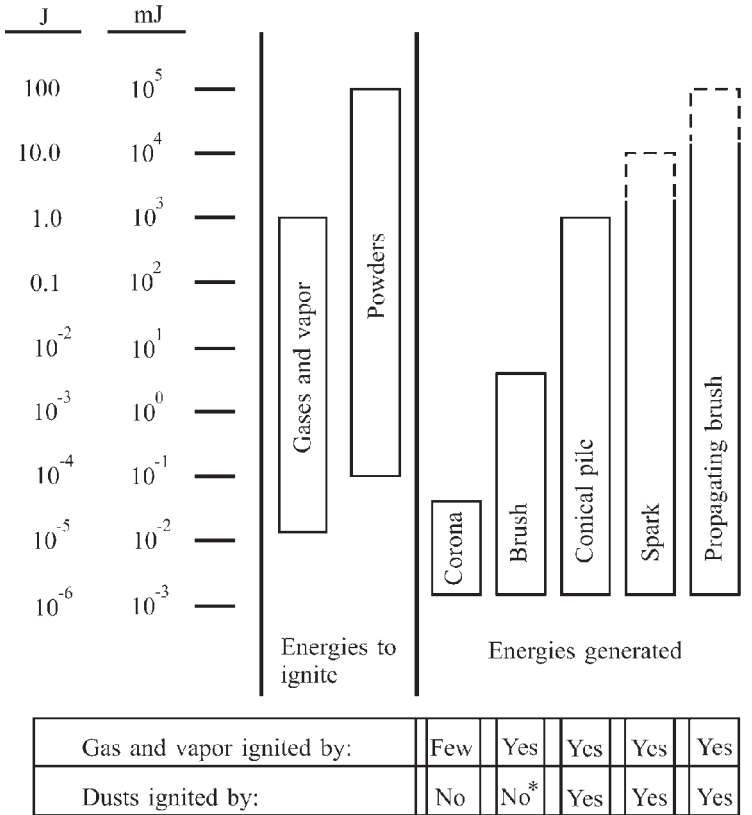 J mJ
100 10^5
10.0 10^4
1.0 10^3
0.1 10^2
10^-2 10^1
10^-3 10^0
10^-4 10^-1
10^-5 10^-2
10^-6 10^-3
Gases and vapor
Powders
Corona
Brush
Conical pile
Spark
Propagating brush
Energies to
ignite
Energies generated
Gas and vapor ignited by: Few Yes Yes Yes Yes
Dusts ignited by: No No* Yes Yes Yes